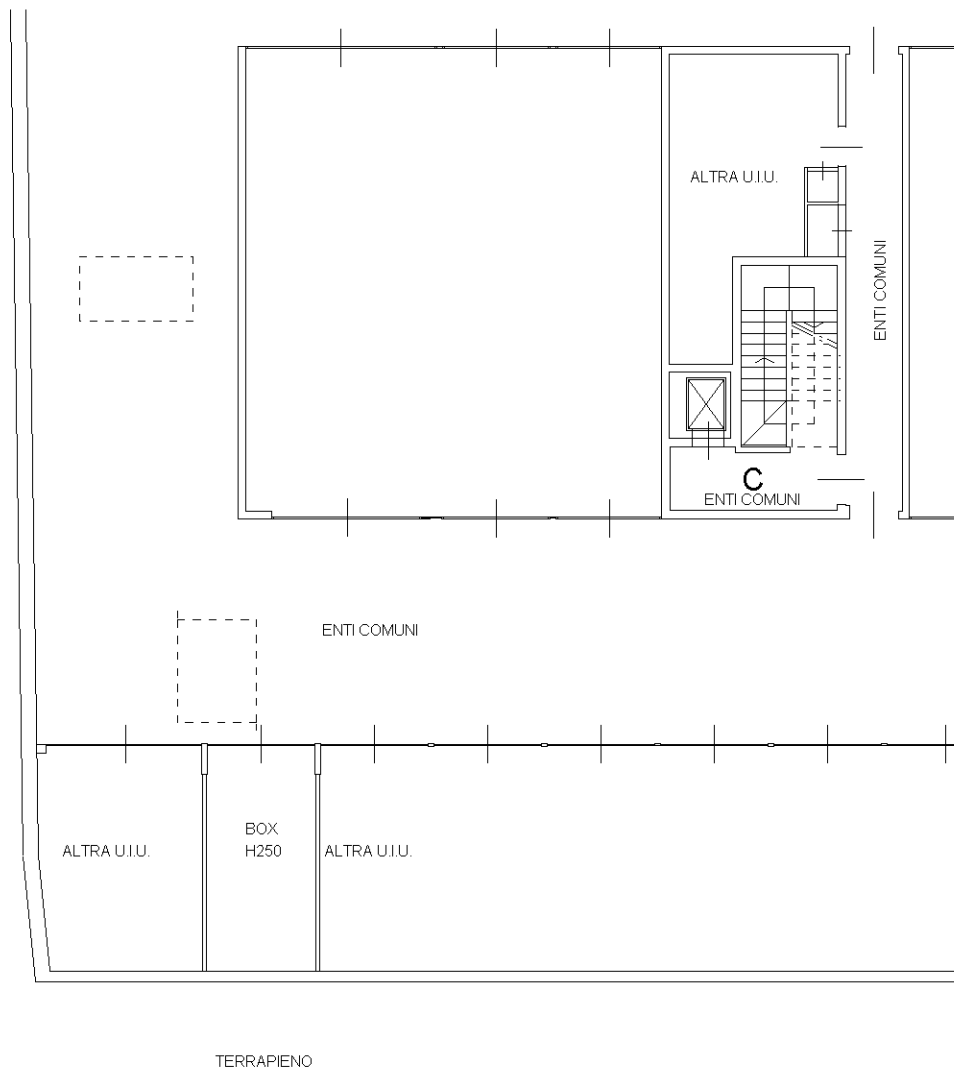 ALTRA U.I.U.
ENTI COMUNI
C
ENTI COMUNI
ENTI COMUNI
BOX
H250
ALTRA U.I.U.
ALTRA U.I.U.
TERRAPIENO